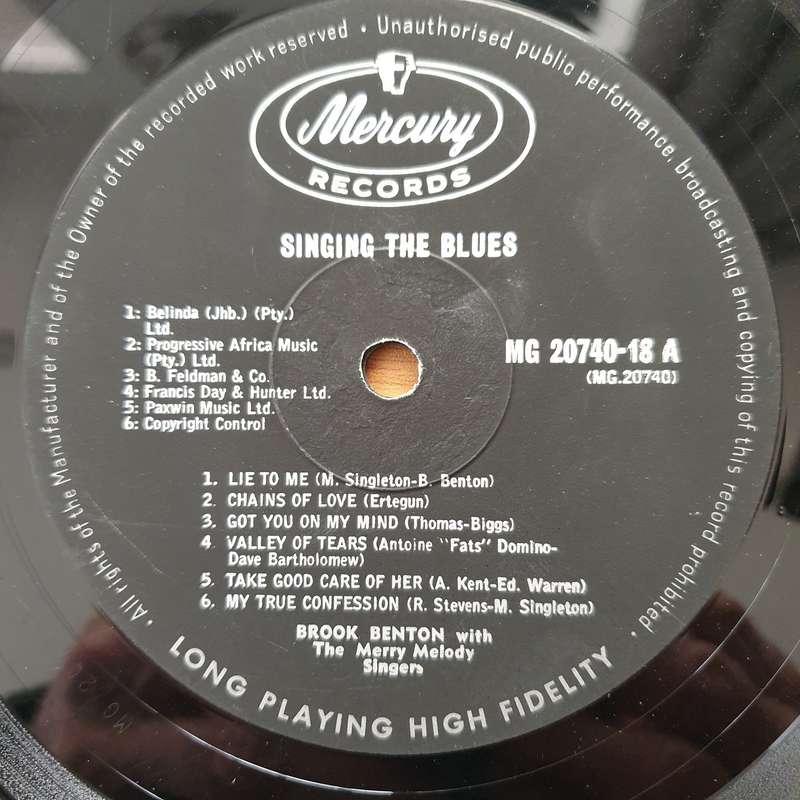 · All rights of the Manufacturer and of the Owner of the recorded work reserved · Unauthorised public performance, broadcasting and copying of this record prohibited ·
Mercury
RECORDS
SINGING THE BLUES
1: Belinda (Jhb.) (Pty.)
Ltd.
2: Progressive Africa Music
(Pty.) Ltd.
3: B. Feldman & Co.
4: Francis Day & Hunter Ltd.
5: Paxwin Music Ltd.
6: Copyright Control
MG 20740-18 A
(MG.20740)
1. LIE TO ME (M. Singleton-B. Benton)
2. CHAINS OF LOVE (Ertegun)
3. GOT YOU ON MY MIND (Thomas-Biggs)
4. VALLEY OF TEARS (Antoine "Fats" Domino-
Dave Bartholomew)
5. TAKE GOOD CARE OF HER (A. Kent-Ed. Warren)
6. MY TRUE CONFESSION (R. Stevens-M. Singleton)
BROOK BENTON with
The Merry Melody
Singers
LONG PLAYING HIGH FIDELITY